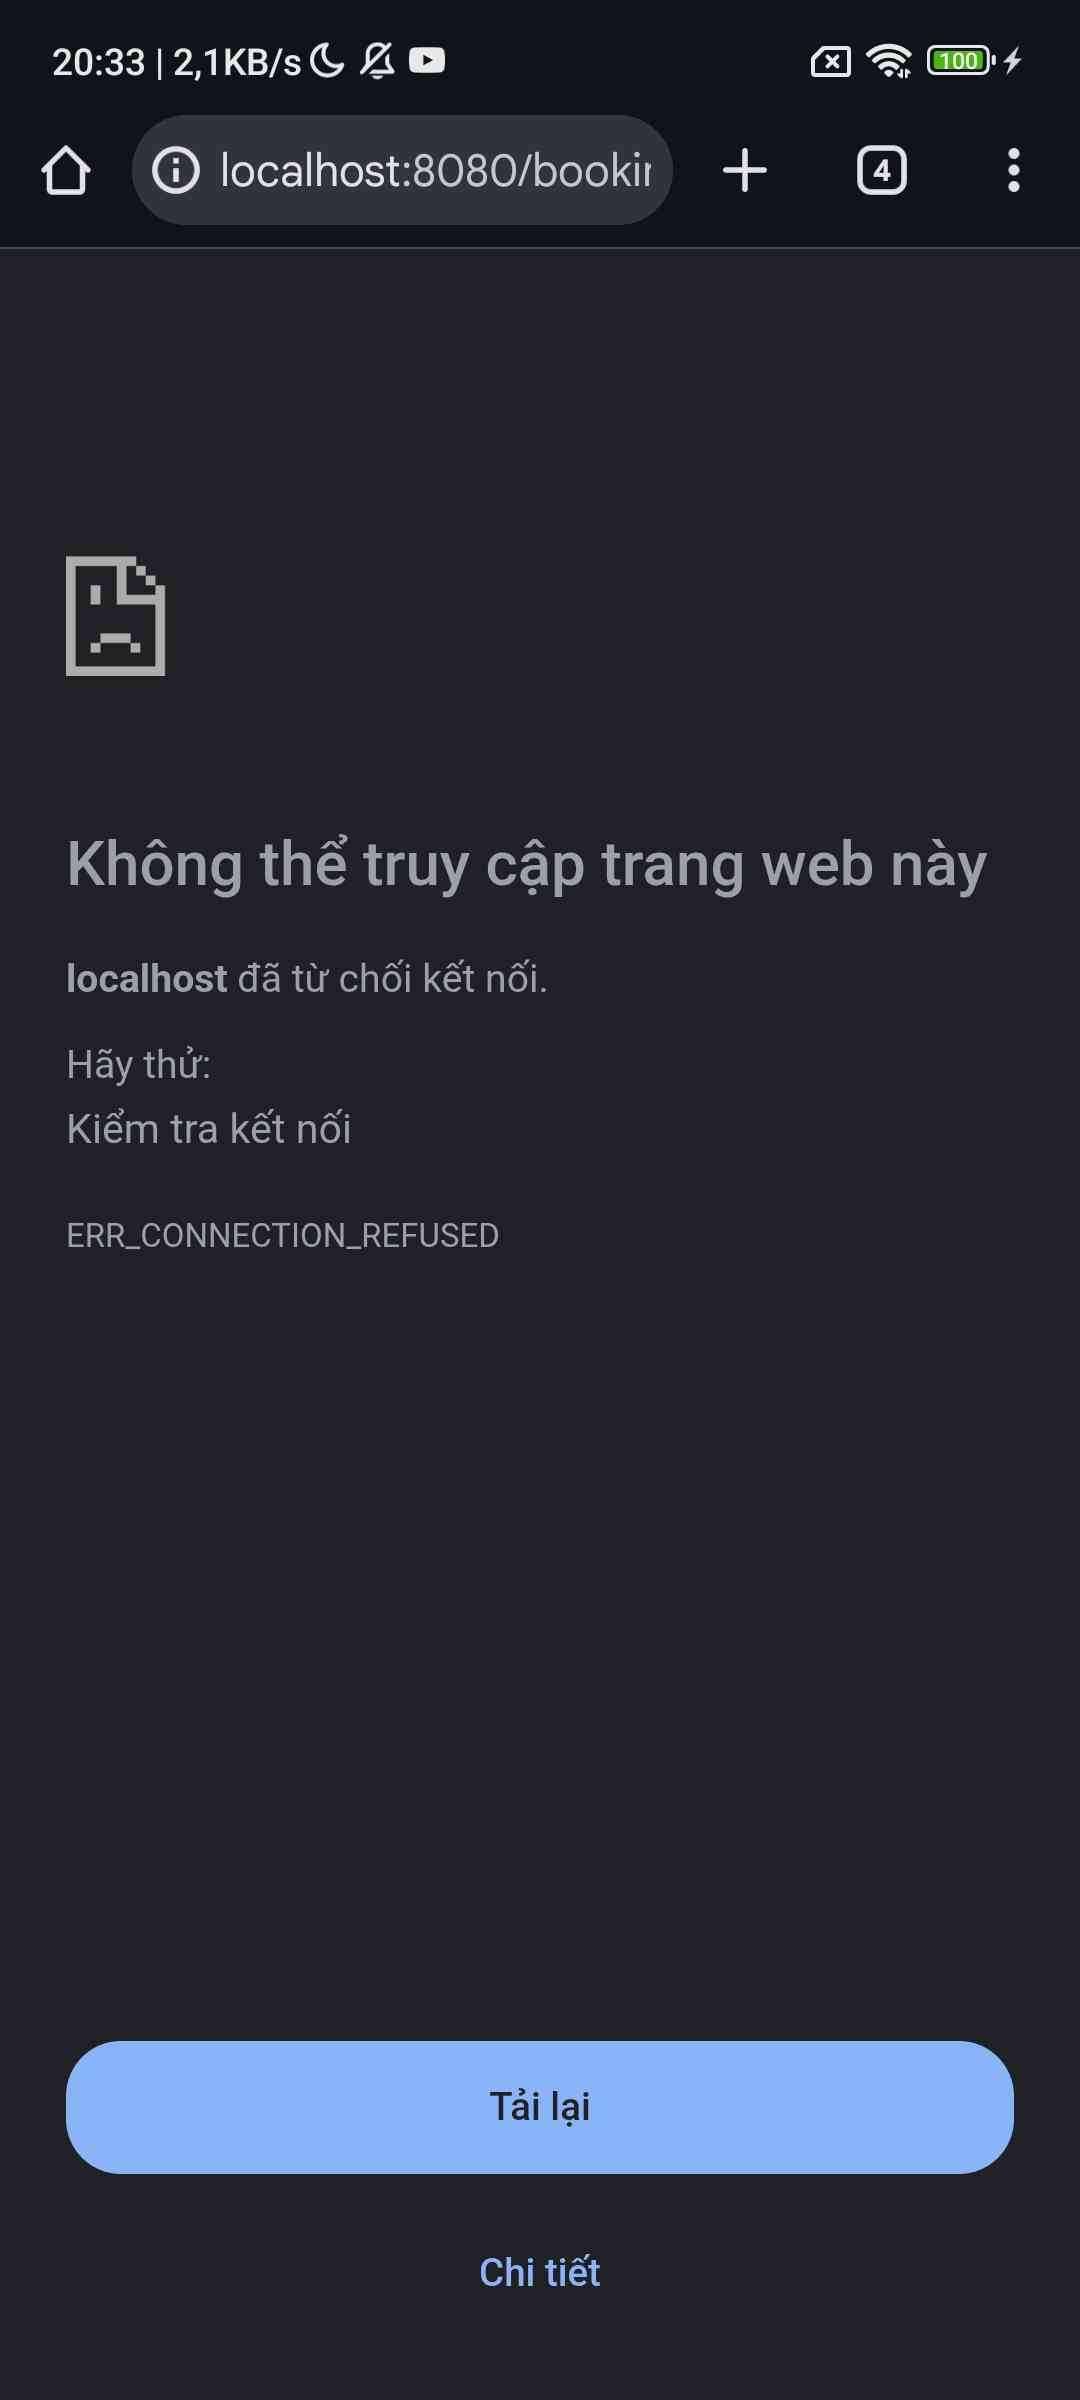 20:33 | 2,1KB/s
100
localhost:8080/bookin
4
Không thể truy cập trang web này
localhost đã từ chối kết nối.
Hãy thử:
Kiểm tra kết nối
ERR_CONNECTION_REFUSED
Tải lại
Chi tiết